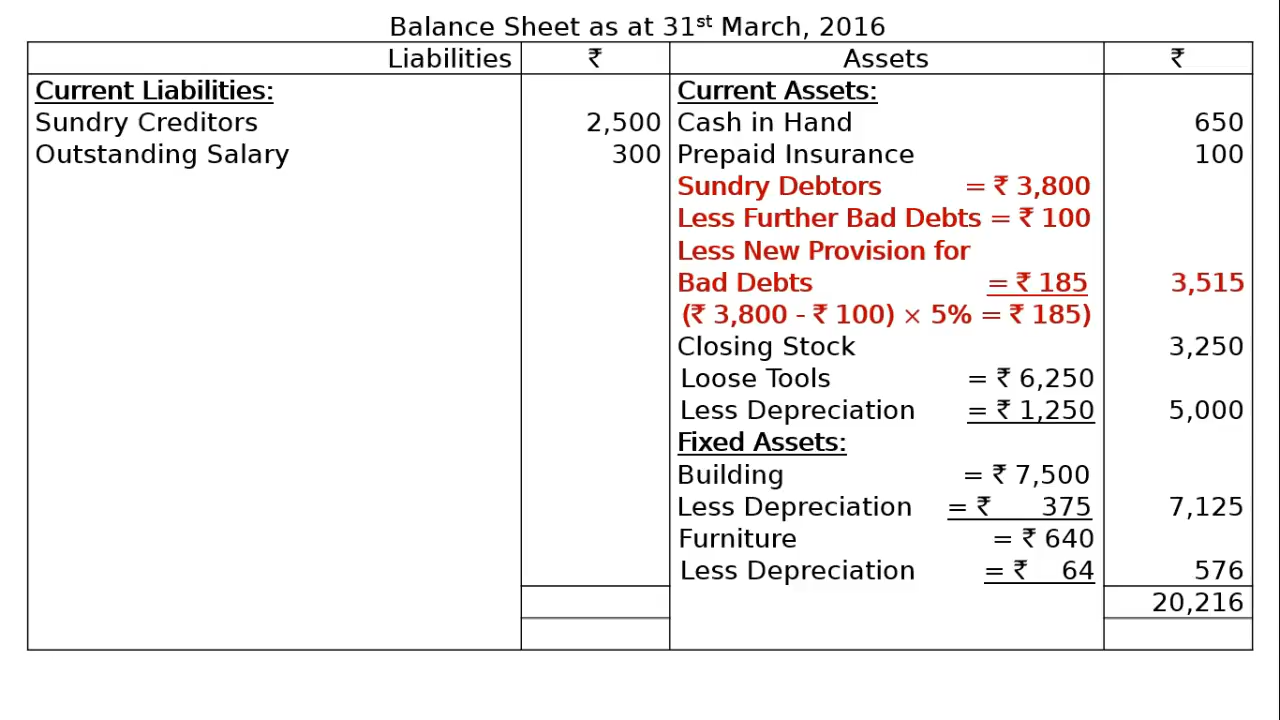 Balance Sheet as at 31st March, 2016
Liabilities ₹ Assets ₹
Current Liabilities: Current Assets:
Sundry Creditors 2,500 Cash in Hand 650
Outstanding Salary 300 Prepaid Insurance 100
Sundry Debtors = ₹ 3,800
Less Further Bad Debts = ₹ 100
Less New Provision for
Bad Debts = ₹ 185 3,515
(₹ 3,800 - ₹ 100) × 5% = ₹ 185)
Closing Stock 3,250
Loose Tools = ₹ 6,250
Less Depreciation = ₹ 1,250 5,000
Fixed Assets:
Building = ₹ 7,500
Less Depreciation = ₹ 375 7,125
Furniture = ₹ 640
Less Depreciation = ₹ 64 576
20,216